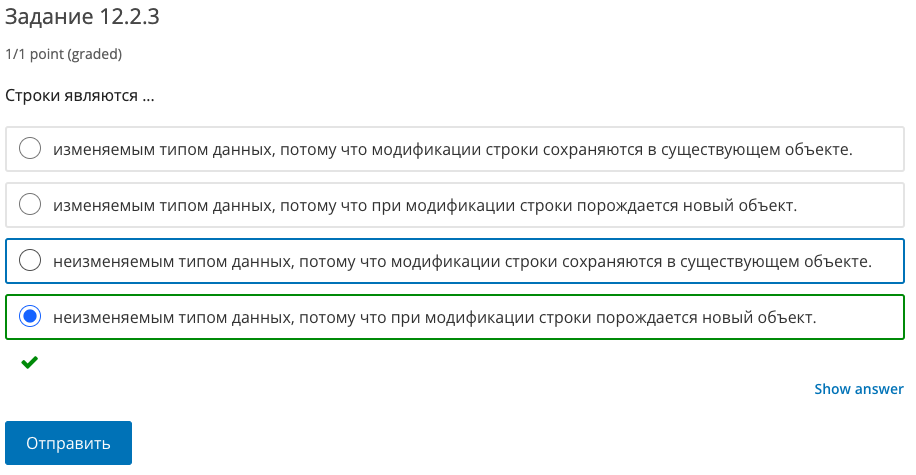 Задание 12.2.3
1/1 point (graded)
Строки являются ...
изменяемым типом данных, потому что модификации строки сохраняются в существующем объекте.
изменяемым типом данных, потому что при модификации строки порождается новый объект.
неизменяемым типом данных, потому что модификации строки сохраняются в существующем объекте.
неизменяемым типом данных, потому что при модификации строки порождается новый объект.
Show answer
Отправить